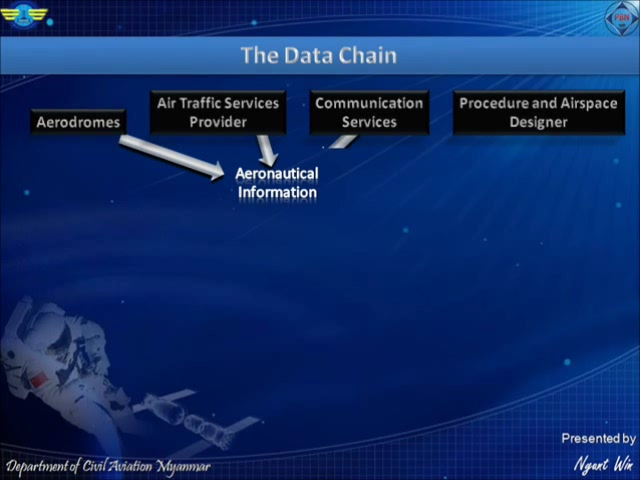 PBN
The Data Chain
Aerodromes
Air Traffic Services
Provider
Communication
Services
Procedure and Airspace
Designer
Aeronautical
Information
Presented by
Nyunt Win
Department of Civil Aviation Myanmar